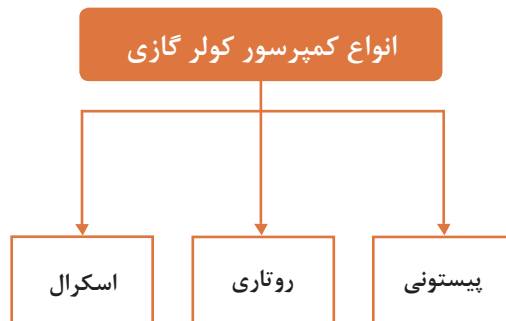 انواع کمپرسور کولر گازی
پیستونی
روتاری
اسکرال